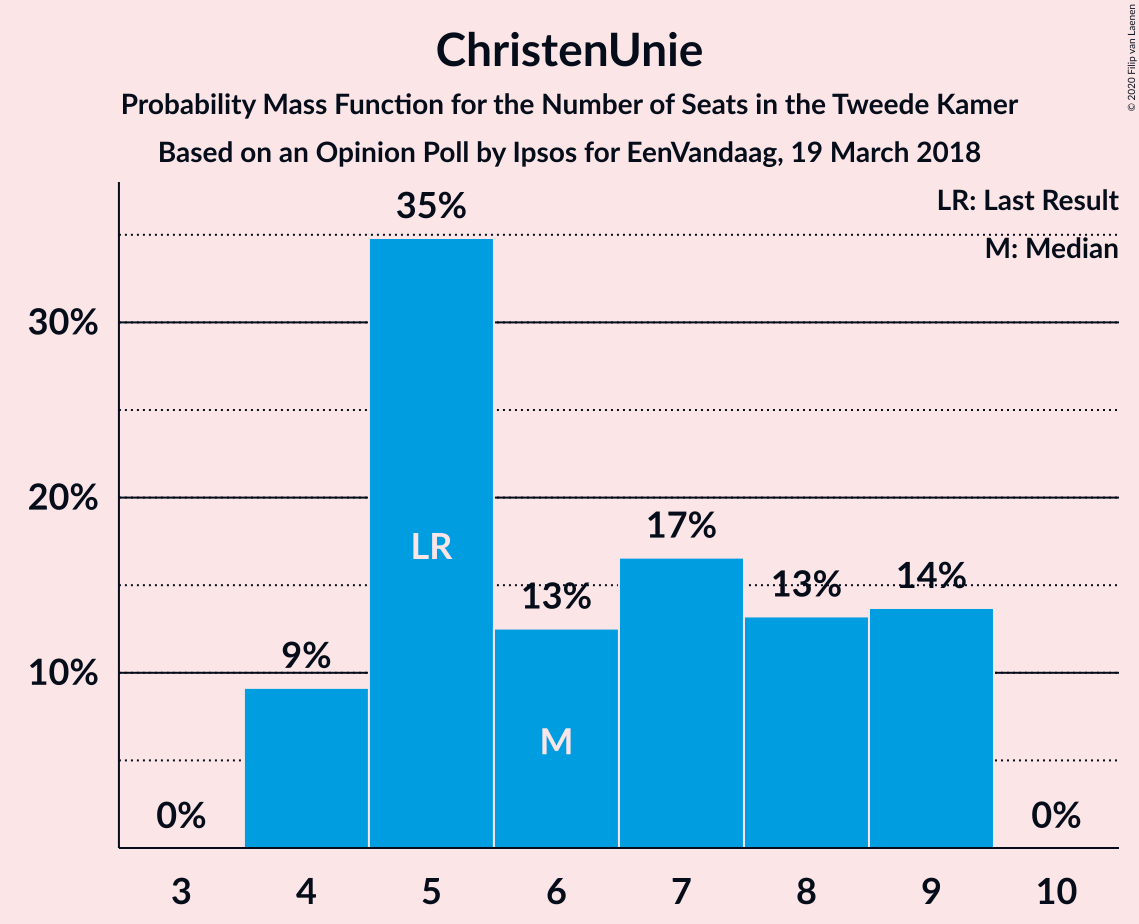 ChristenUnie
Probability Mass Function for the Number of Seats in the Tweede Kamer
Based on an Opinion Poll by Ipsos for EenVandaag, 19 March 2018
© 2020 Filip van Laenen
LR: Last Result
M: Median
35%
30%
20%
17%
LR
13%
13%
14%
10%
9%
M
0%
0%
3 4 5 6 7 8 9 10